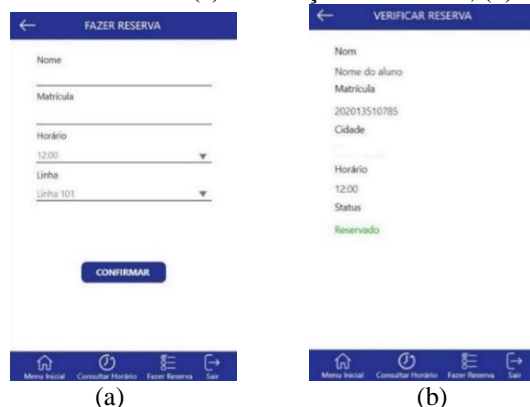 FAZER RESERVA
Nome
Matrícula
Horário
12:00
Linha
Linha 101
CONFIRMAR
Menu Inicial Consultar Horário Fazer Reserva Sair
(a)
VERIFICAR RESERVA
Nom
Nome do aluno
Matrícula
202013510785
Cidade
Horário
12:00
Status
Reservado
Menu Inicial Consultar Horário Fazer Reserva Sair
(b)